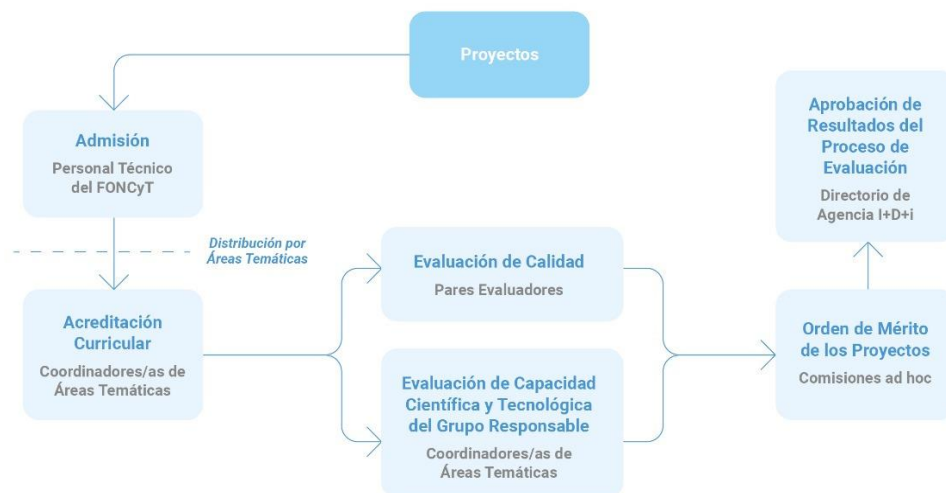 Proyectos
Admisión
Personal Técnico
del FONCyT
Distribución por
Áreas Temáticas
Acreditación
Curricular
Coordinadores/as de
Áreas Temáticas
Evaluación de Calidad
Pares Evaluadores
Evaluación de Capacidad
Científica y Tecnológica
del Grupo Responsable
Coordinadores/as de
Áreas Temáticas
Orden de Mérito
de los Proyectos
Comisiones ad hoc
Aprobación de
Resultados del
Proceso de
Evaluación
Directorio de
Agencia I+D+i